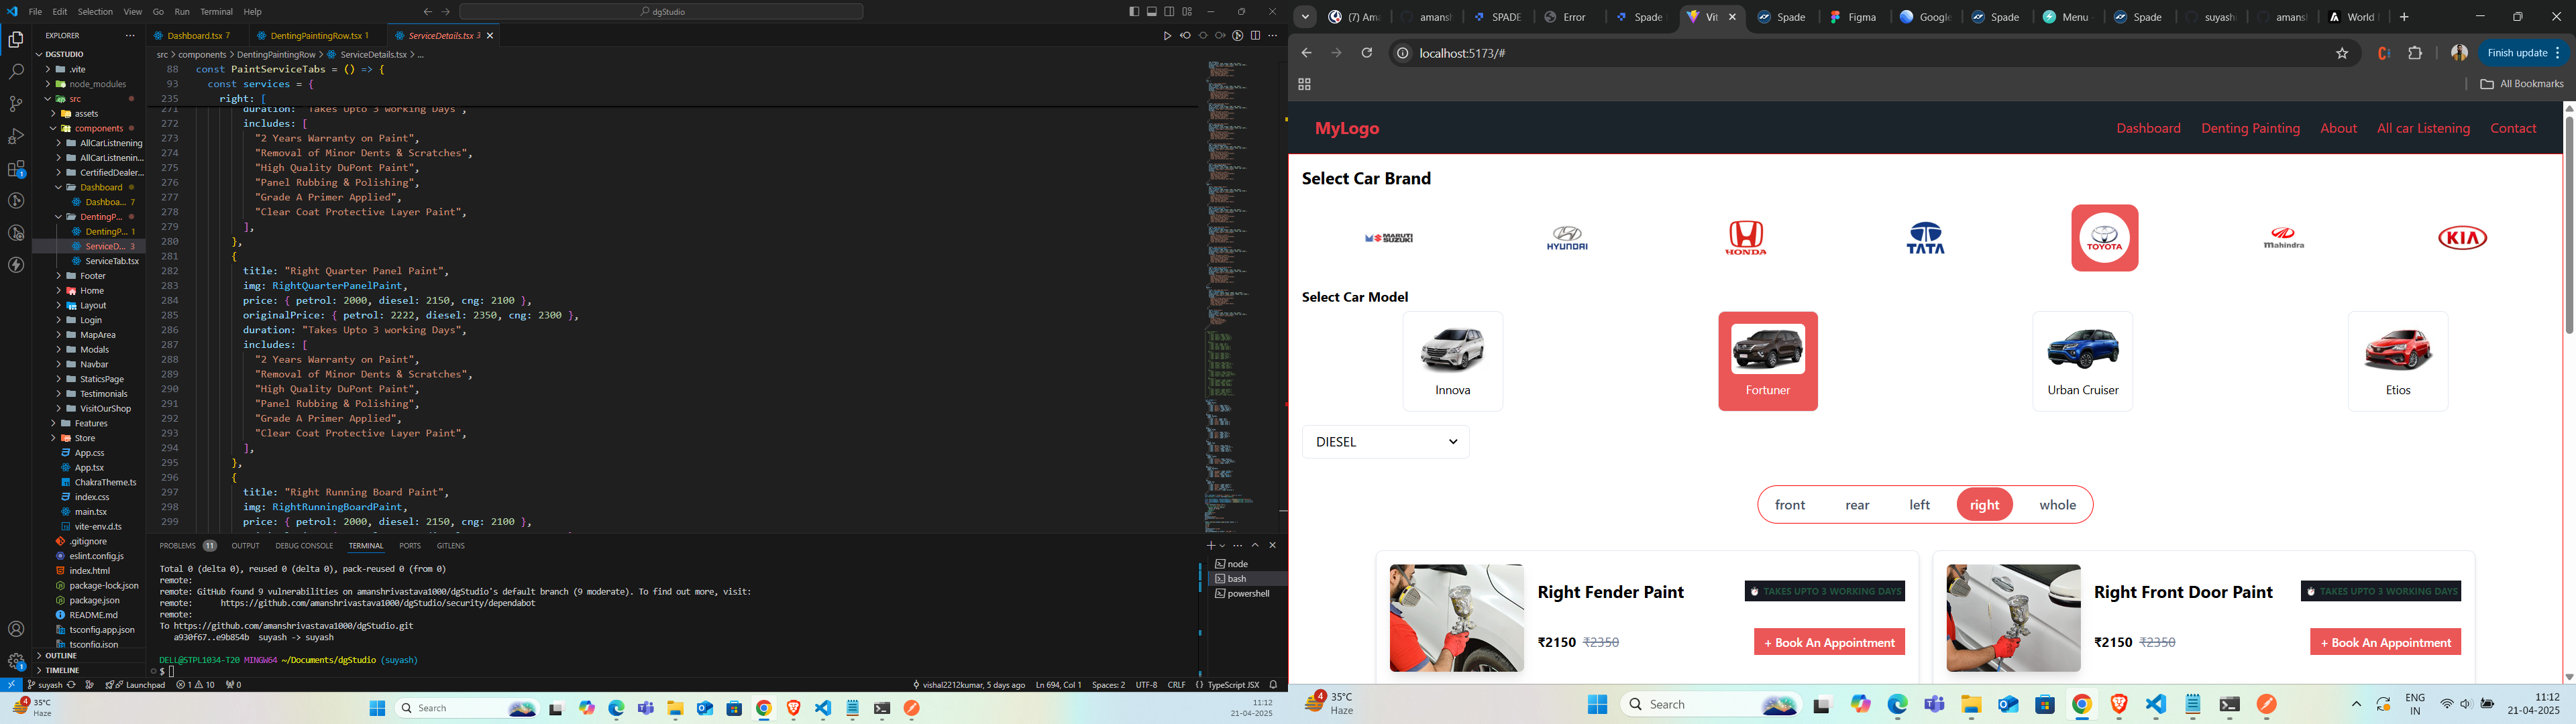 File Edit Selection View Go Run Terminal Help
dgStudio
EXPLORER
DGSTUDIO
.vite
node_modules
src
assets
components
AllCarListnening
AllCarListnenin...
CertifiedDealer...
Dashboard
Dashboa... 7
DentingP...
DentingP... 1
ServiceD... 3
ServiceTab.tsx
Footer
Home
Layout
Login
MapArea
Modals
Navbar
StaticsPage
Testimonials
VisitOurShop
Features
Store
App.css
App.tsx
ChakraTheme.ts
index.css
main.tsx
vite-env.d.ts
.gitignore
eslint.config.js
index.html
package-lock.json
package.json
README.md
tsconfig.app.json
tsconfig.json
OUTLINE
TIMELINE
Dashboard.tsx 7 DentingPaintingRow.tsx 1 ServiceDetails.tsx 3
src > components > DentingPaintingRow > ServiceDetails.tsx > ...
88 const PaintServiceTabs = () => {
93 const services = {
235 right: [
271 duration: "Takes Upto 3 working Days",
272 includes: [
273 "2 Years Warranty on Paint",
274 "Removal of Minor Dents & Scratches",
275 "High Quality DuPont Paint",
276 "Panel Rubbing & Polishing",
277 "Grade A Primer Applied",
278 "Clear Coat Protective Layer Paint",
279 ],
280 },
281 {
282 title: "Right Quarter Panel Paint",
283 img: RightQuarterPanelPaint,
284 price: { petrol: 2000, diesel: 2150, cng: 2100 },
285 originalPrice: { petrol: 2222, diesel: 2350, cng: 2300 },
286 duration: "Takes Upto 3 working Days",
287 includes: [
288 "2 Years Warranty on Paint",
289 "Removal of Minor Dents & Scratches",
290 "High Quality DuPont Paint",
291 "Panel Rubbing & Polishing",
292 "Grade A Primer Applied",
293 "Clear Coat Protective Layer Paint",
294 ],
295 },
296 {
297 title: "Right Running Board Paint",
298 img: RightRunningBoardPaint,
299 price: { petrol: 2000, diesel: 2150, cng: 2100 },
PROBLEMS 11 OUTPUT DEBUG CONSOLE TERMINAL PORTS GITLENS
Total 0 (delta 0), reused 0 (delta 0), pack-reused 0 (from 0)
remote:
remote: GitHub found 9 vulnerabilities on amanshrivastava1000/dgStudio's default branch (9 moderate). To find out more, visit:
remote: https://github.com/amanshrivastava1000/dgStudio/security/dependabot
remote:
To https://github.com/amanshrivastava1000/dgStudio.git
a930f67..e9b854b suyash -> suyash
DELL@STPL1034-T20 MINGW64 ~/Documents/dgStudio (suyash)
$
node
bash
powershell
suyash Launchpad 1 10 0 vishal2212kumar, 5 days ago Ln 694, Col 1 Spaces: 2 UTF-8 CRLF {} TypeScript JSX
4 35°C
Haze
Search
11:12
21-04-2025
(7) Ama amansh SPADE Error Spade Vit Spade Figma Google Spade Menu Spade suyash amansh World
localhost:5173/#
Finish update
All Bookmarks
MyLogo
Dashboard Denting Painting About All car Listening Contact
Select Car Brand
MARUTI SUZUKI
HYUNDAI
HONDA
TATA
TOYOTA
mahindra
KIA
Select Car Model
Innova
Fortuner
Urban Cruiser
Etios
DIESEL
front rear left right whole
Right Fender Paint
TAKES UPTO 3 WORKING DAYS
₹2150 ₹2350
+ Book An Appointment
Right Front Door Paint
TAKES UPTO 3 WORKING DAYS
₹2150 ₹2350
+ Book An Appointment
4 35°C
Haze
Search
ENG
IN
11:12
21-04-2025